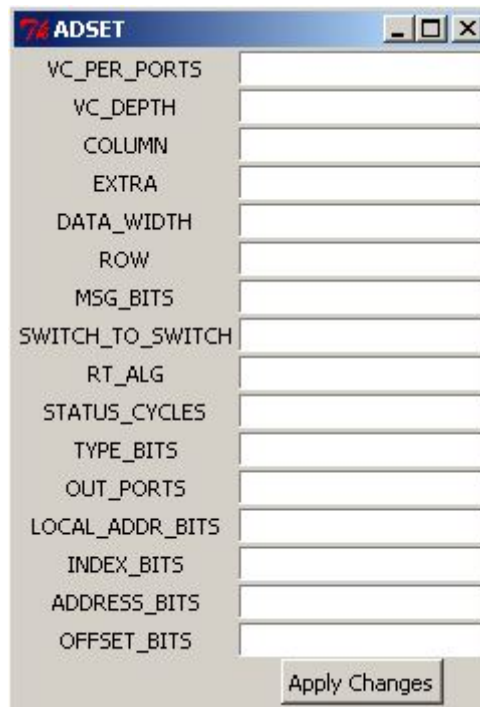 Tk ADSET
VC_PER_PORTS
VC_DEPTH
COLUMN
EXTRA
DATA_WIDTH
ROW
MSG_BITS
SWITCH_TO_SWITCH
RT_ALG
STATUS_CYCLES
TYPE_BITS
OUT_PORTS
LOCAL_ADDR_BITS
INDEX_BITS
ADDRESS_BITS
OFFSET_BITS
Apply Changes